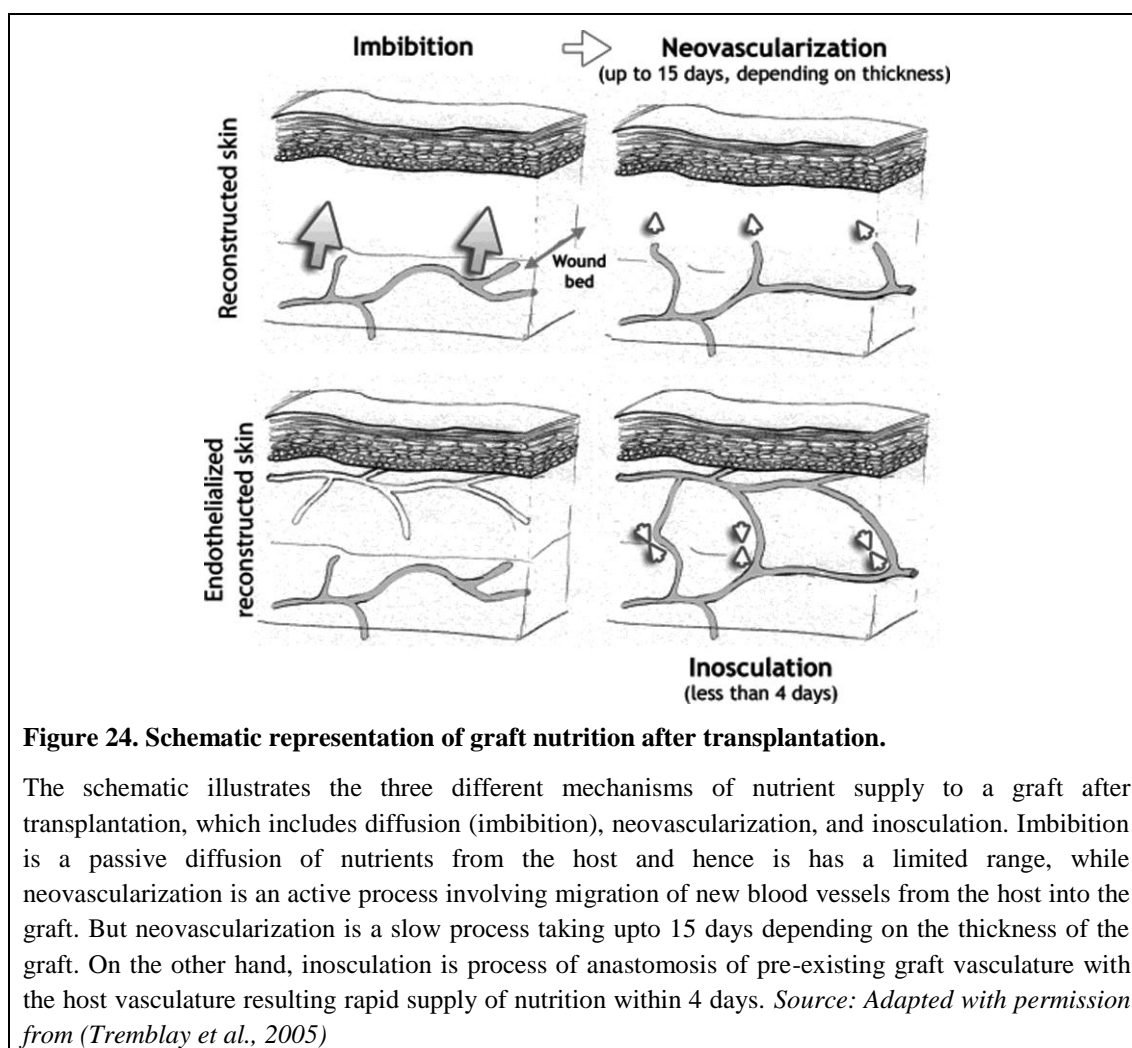 Imbibition
Neovascularization
(up to 15 days, depending on thickness)
Reconstructed skin
Wound
bed
Endothelialized
reconstructed skin
Inosculation
(less than 4 days)
Figure 24. Schematic representation of graft nutrition after transplantation.
The schematic illustrates the three different mechanisms of nutrient supply to a graft after
transplantation, which includes diffusion (imbibition), neovascularization, and inosculation. Imbibition
is a passive diffusion of nutrients from the host and hence is has a limited range, while
neovascularization is an active process involving migration of new blood vessels from the host into the
graft. But neovascularization is a slow process taking upto 15 days depending on the thickness of the
graft. On the other hand, inosculation is process of anastomosis of pre-existing graft vasculature with
the host vasculature resulting rapid supply of nutrition within 4 days. Source: Adapted with permission
from (Tremblay et al., 2005)